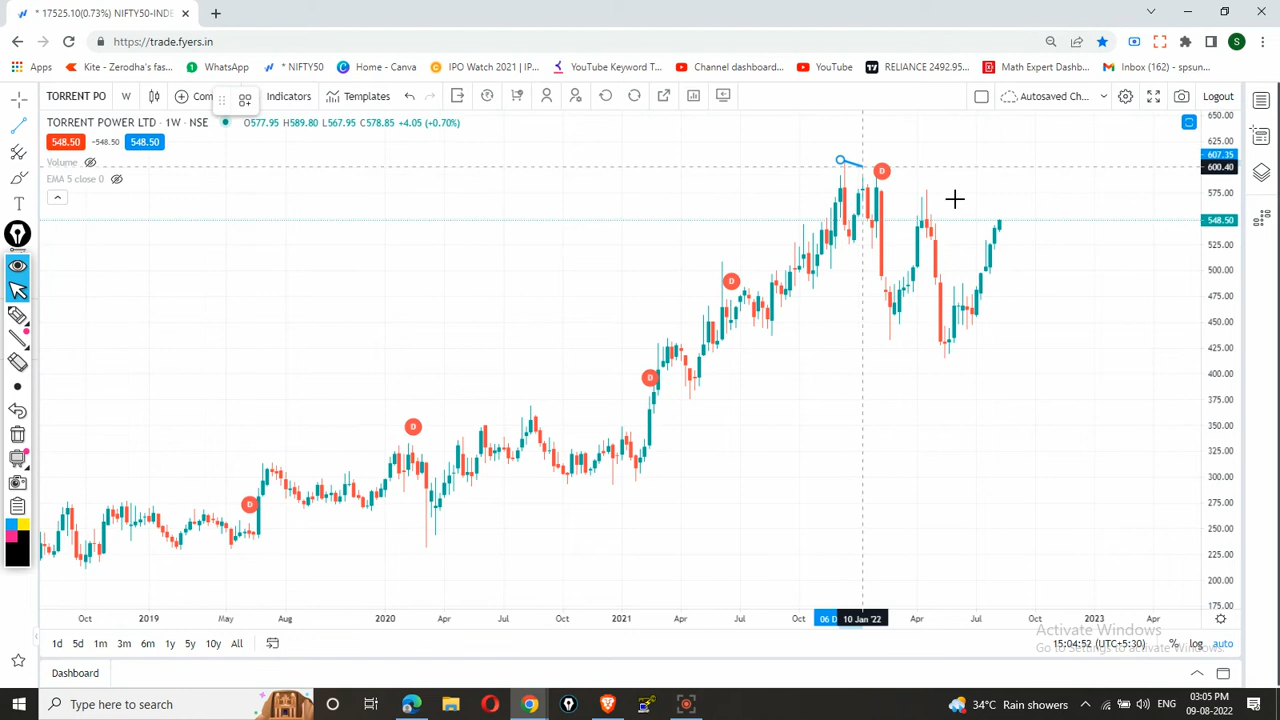 * 17525.10(0.73%) NIFTY50-INDE
https://trade.fyers.in
Apps
Kite - Zerodha's fas...
WhatsApp
* NIFTY50
Home - Canva
IPO Watch 2021 | IP...
YouTube Keyword T...
Channel dashboard...
YouTube
RELIANCE 2492.95...
Math Expert Dashb...
Inbox (162) - spsun...
S
TORRENT PO
W
Com
Indicators
Templates
Autosaved Ch...
Logout
TORRENT POWER LTD · 1W · NSE
O577.95 H589.80 L567.95 C578.85 +4.05 (+0.70%)
548.50
−548.50
548.50
Volume
EMA 5 close 0
650.00
625.00
607.35
600.40
575.00
548.50
525.00
500.00
475.00
450.00
425.00
400.00
375.00
350.00
325.00
300.00
275.00
250.00
225.00
200.00
175.00
D
D
D
D
D
D
Oct
2019
May
Aug
2020
Apr
Jul
Oct
2021
Apr
Jul
Oct
06 D
10 Jan '22
Apr
Jul
Oct
2023
Apr
1d
5d
1m
3m
6m
1y
5y
10y
All
15:04:52 (UTC+5:30)
%
log
auto
Activate Windows
Go to Settings to activate Windows.
Dashboard
Type here to search
34°C Rain showers
ENG
03:05 PM
09-08-2022